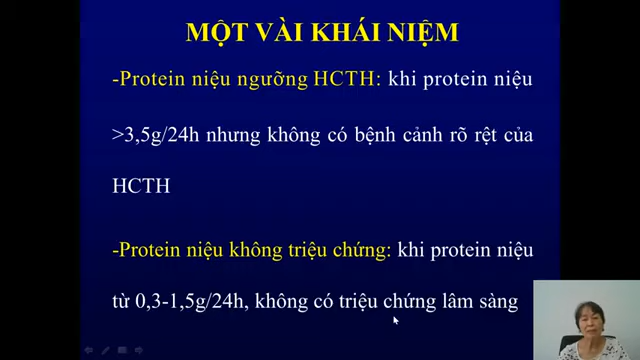 MỘT VÀI KHÁI NIỆM
-Protein niệu ngưỡng HCTH: khi protein niệu
>3,5g/24h nhưng không có bệnh cảnh rõ rệt của
HCTH
-Protein niệu không triệu chứng: khi protein niệu
từ 0,3-1,5g/24h, không có triệu chứng lâm sàng